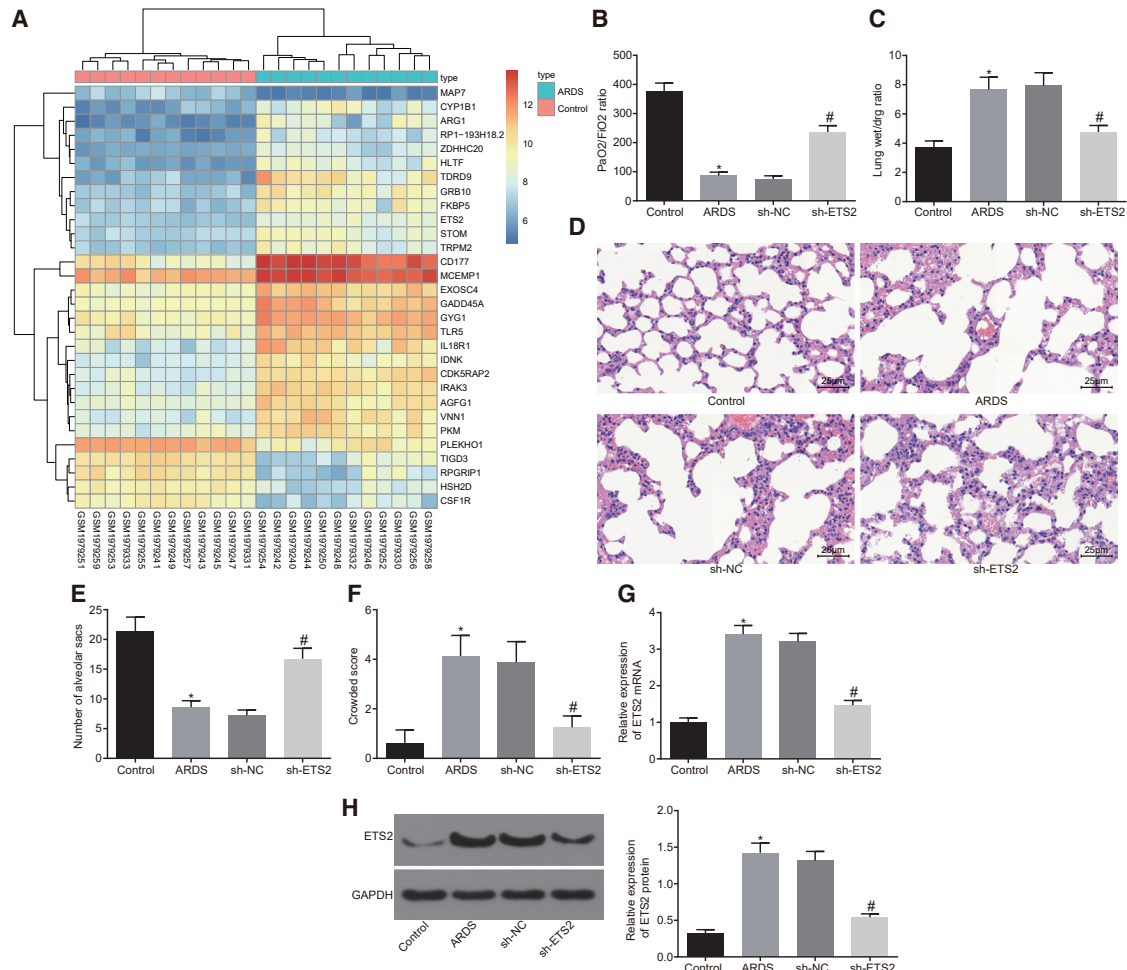 A
type
MAP7
CYP1B1
ARG1
RP1−193H18.2
ZDHHC20
HLTF
TDRD9
GRB10
FKBP5
ETS2
STOM
TRPM2
CD177
MCEMP1
EXOSC4
GADD45A
GYG1
TLR5
IL18R1
IDNK
CDK5RAP2
IRAK3
AGFG1
VNN1
PKM
PLEKHO1
TIGD3
RPGRIP1
HSH2D
CSF1R
12
10
8
6
type
ARDS
Control
GSM1979251
GSM1979259
GSM1979253
GSM1979333
GSM1979255
GSM1979241
GSM1979249
GSM1979257
GSM1979243
GSM1979245
GSM1979247
GSM1979331
GSM1979254
GSM1979242
GSM1979240
GSM1979244
GSM1979250
GSM1979248
GSM1979332
GSM1979246
GSM1979252
GSM1979330
GSM1979256
GSM1979258
B
PaO2/FiO2 ratio
500
400
300
200
100
0
*
#
Control ARDS sh-NC sh-ETS2
C
Lung wet/drg ratio
10
8
6
4
2
0
*
#
Control ARDS sh-NC sh-ETS2
D
25μm
Control
25μm
ARDS
25μm
sh-NC
25μm
sh-ETS2
E
Number of alveolar sacs
25
20
15
10
5
0
*
#
Control ARDS sh-NC sh-ETS2
F
Crowded score
6
4
2
0
*
#
Control ARDS sh-NC sh-ETS2
G
Relative expression
of ETS2 mRNA
4
3
2
1
0
*
#
Control ARDS sh-NC sh-ETS2
H
ETS2
GAPDH
Control ARDS sh-NC sh-ETS2
Relative expression
of ETS2 protein
2.0
1.5
1.0
0.5
0.0
*
#
Control ARDS sh-NC sh-ETS2